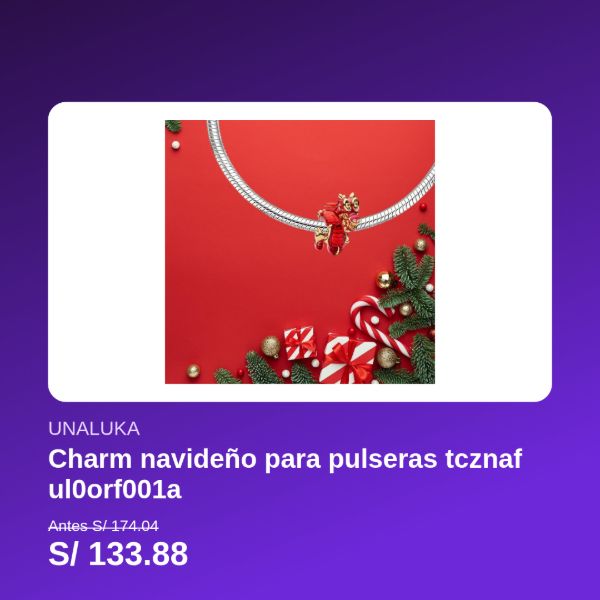 UNALUKA
Charm navideño para pulseras tcznaf
ul0orf001a
Antes S/ 174.04
S/ 133.88